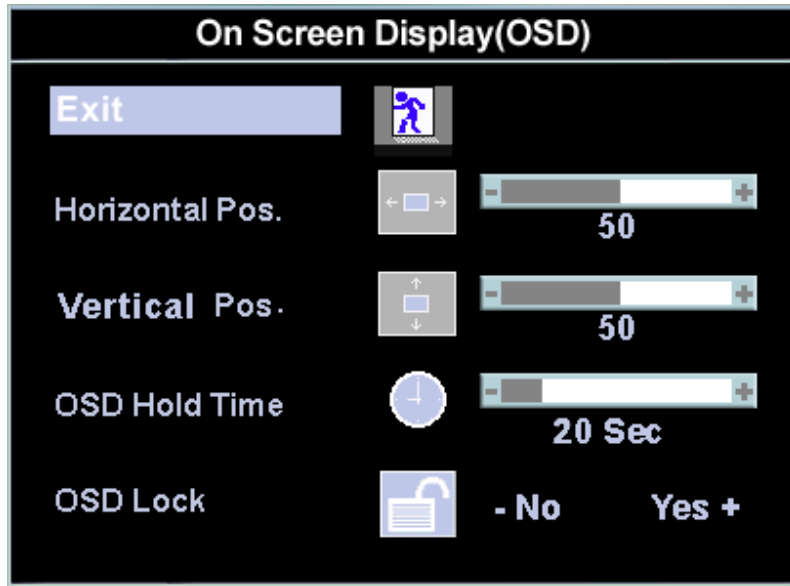 On Screen Display(OSD)
Exit
Horizontal Pos. - +
50
Vertical Pos. - +
50
OSD Hold Time - +
20 Sec
OSD Lock - No Yes +